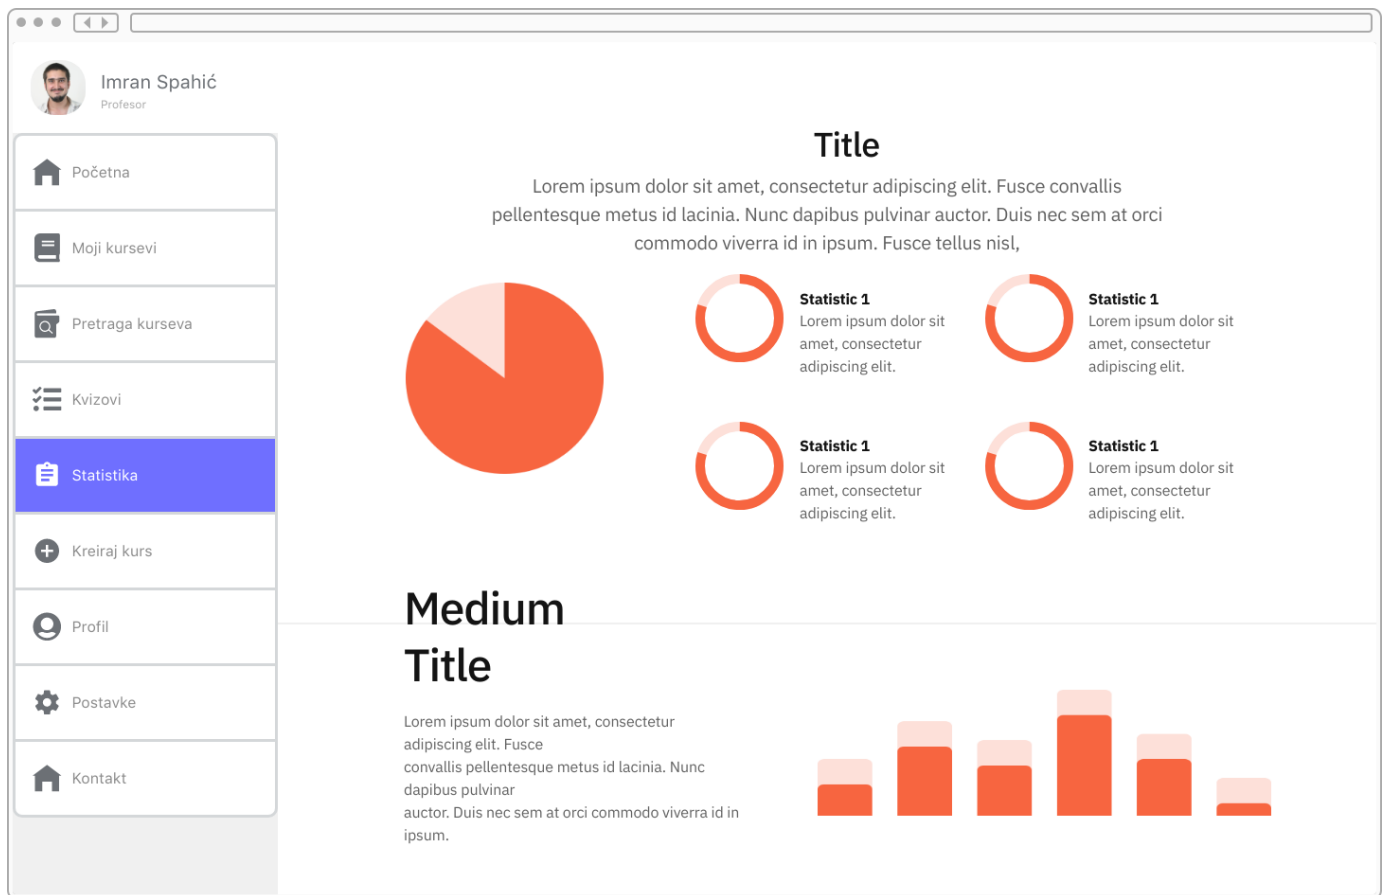 Imran Spahić
Profesor
Početna
Moji kursevi
Pretraga kurseva
Kvizovi
Statistika
Kreiraj kurs
Profil
Postavke
Kontakt
Title
Lorem ipsum dolor sit amet, consectetur adipiscing elit. Fusce convallis
pellentesque metus id lacinia. Nunc dapibus pulvinar auctor. Duis nec sem at orci
commodo viverra id in ipsum. Fusce tellus nisl,
Statistic 1
Lorem ipsum dolor sit
amet, consectetur
adipiscing elit.
Statistic 1
Lorem ipsum dolor sit
amet, consectetur
adipiscing elit.
Statistic 1
Lorem ipsum dolor sit
amet, consectetur
adipiscing elit.
Statistic 1
Lorem ipsum dolor sit
amet, consectetur
adipiscing elit.
Medium
Title
Lorem ipsum dolor sit amet, consectetur
adipiscing elit. Fusce
convallis pellentesque metus id lacinia. Nunc
dapibus pulvinar
auctor. Duis nec sem at orci commodo viverra id in
ipsum.